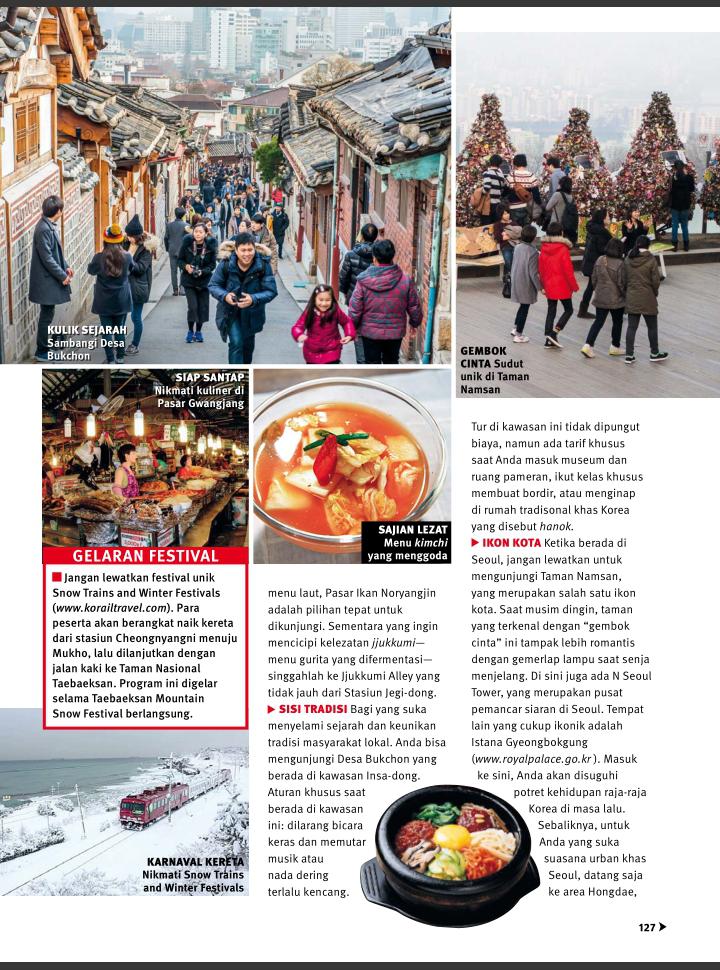 KULIK SEJARAH
Sambangi Desa
Bukchon
GEMBOK
CINTA Sudut
unik di Taman
Namsan
SIAP SANTAP
Nikmati kuliner di
Pasar Gwangjang
SAJIAN LEZAT
Menu kimchi
yang menggoda
GELARAN FESTIVAL
Jangan lewatkan festival unik
Snow Trains and Winter Festivals
(www.korailtravel.com). Para
peserta akan berangkat naik kereta
dari stasiun Cheongnyangni menuju
Mukho, lalu dilanjutkan dengan
jalan kaki ke Taman Nasional
Taebaeksan. Program ini digelar
selama Taebaeksan Mountain
Snow Festival berlangsung.
KARNAVAL KERETA
Nikmati Snow Trains
and Winter Festivals
menu laut, Pasar Ikan Noryangjin
adalah pilihan tepat untuk
dikunjungi. Sementara yang ingin
mencicipi kelezatan jjukkumi—
menu gurita yang difermentasi—
singgahlah ke Jjukkumi Alley yang
tidak jauh dari Stasiun Jegi-dong.
SISI TRADISI Bagi yang suka
menyelami sejarah dan keunikan
tradisi masyarakat lokal. Anda bisa
mengunjungi Desa Bukchon yang
berada di kawasan Insa-dong.
Aturan khusus saat
berada di kawasan
ini: dilarang bicara
keras dan memutar
musik atau
nada dering
terlalu kencang.
Tur di kawasan ini tidak dipungut
biaya, namun ada tarif khusus
saat Anda masuk museum dan
ruang pameran, ikut kelas khusus
membuat bordir, atau menginap
di rumah tradisonal khas Korea
yang disebut hanok.
IKON KOTA Ketika berada di
Seoul, jangan lewatkan untuk
mengunjungi Taman Namsan,
yang merupakan salah satu ikon
kota. Saat musim dingin, taman
yang terkenal dengan “gembok
cinta” ini tampak lebih romantis
dengan gemerlap lampu saat senja
menjelang. Di sini juga ada N Seoul
Tower, yang merupakan pusat
pemancar siaran di Seoul. Tempat
lain yang cukup ikonik adalah
Istana Gyeongbokgung
(www.royalpalace.go.kr). Masuk
ke sini, Anda akan disuguhi
potret kehidupan raja-raja
Korea di masa lalu.
Sebaliknya, untuk
Anda yang suka
suasana urban khas
Seoul, datang saja
ke area Hongdae,
127